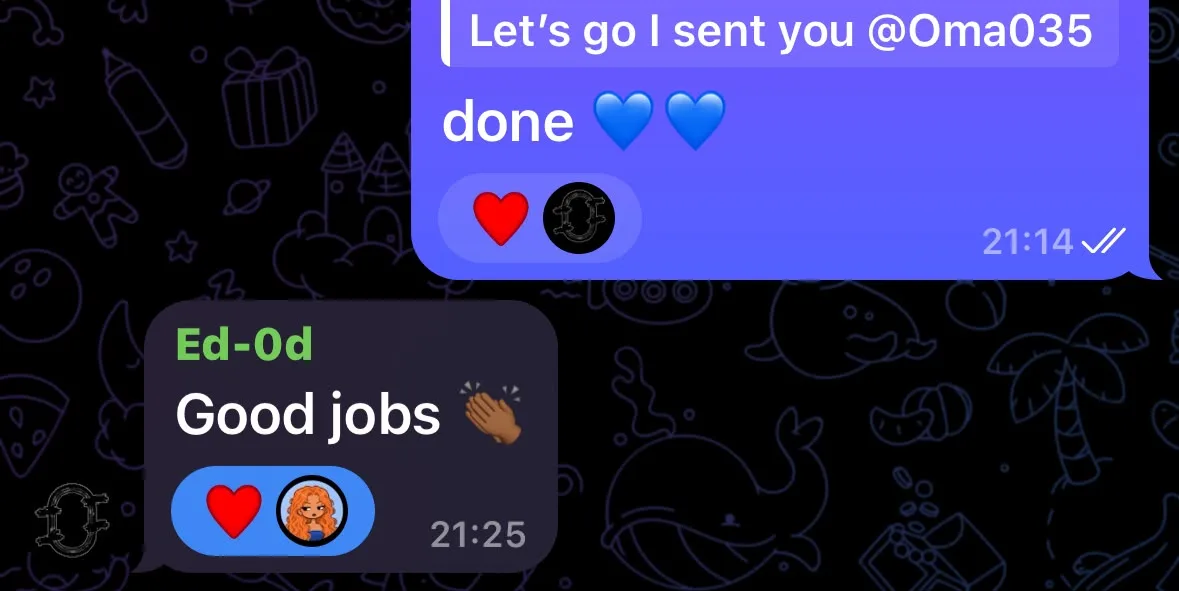 Let’s go I sent you @Oma035
done 💙💙
❤️
21:14
Ed-0d
Good jobs 👏🏾
❤️
21:25